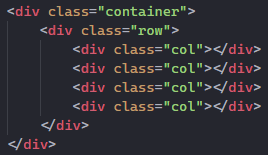 <div class="container">
    <div class="row">
        <div class="col"></div>
        <div class="col"></div>
        <div class="col"></div>
        <div class="col"></div>
    </div>
</div>